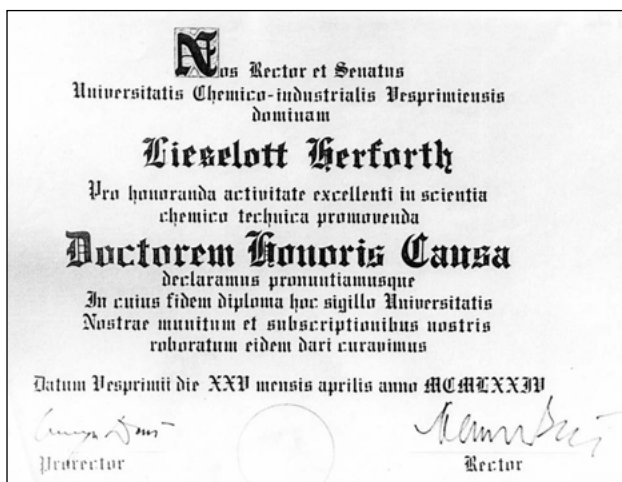 Nos Rector et Senatus
Universitatis Chemico-industrialis Vesprimiensis
dominam
Lieselott Herforth
Pro honoranda activitate excellenti in scientia
chemico technica promovenda
Doctorem Honoris Causa
declaramus pronuntiamusque
In cuius fidem diploma hoc sigillo Universitatis
Nostrae munitum et subscriptionibus nostris
roboratum eidem dari curavimus
Datum Vesprimii die XXV mensis aprilis anno MCMLXXIV
Prorector
Rector